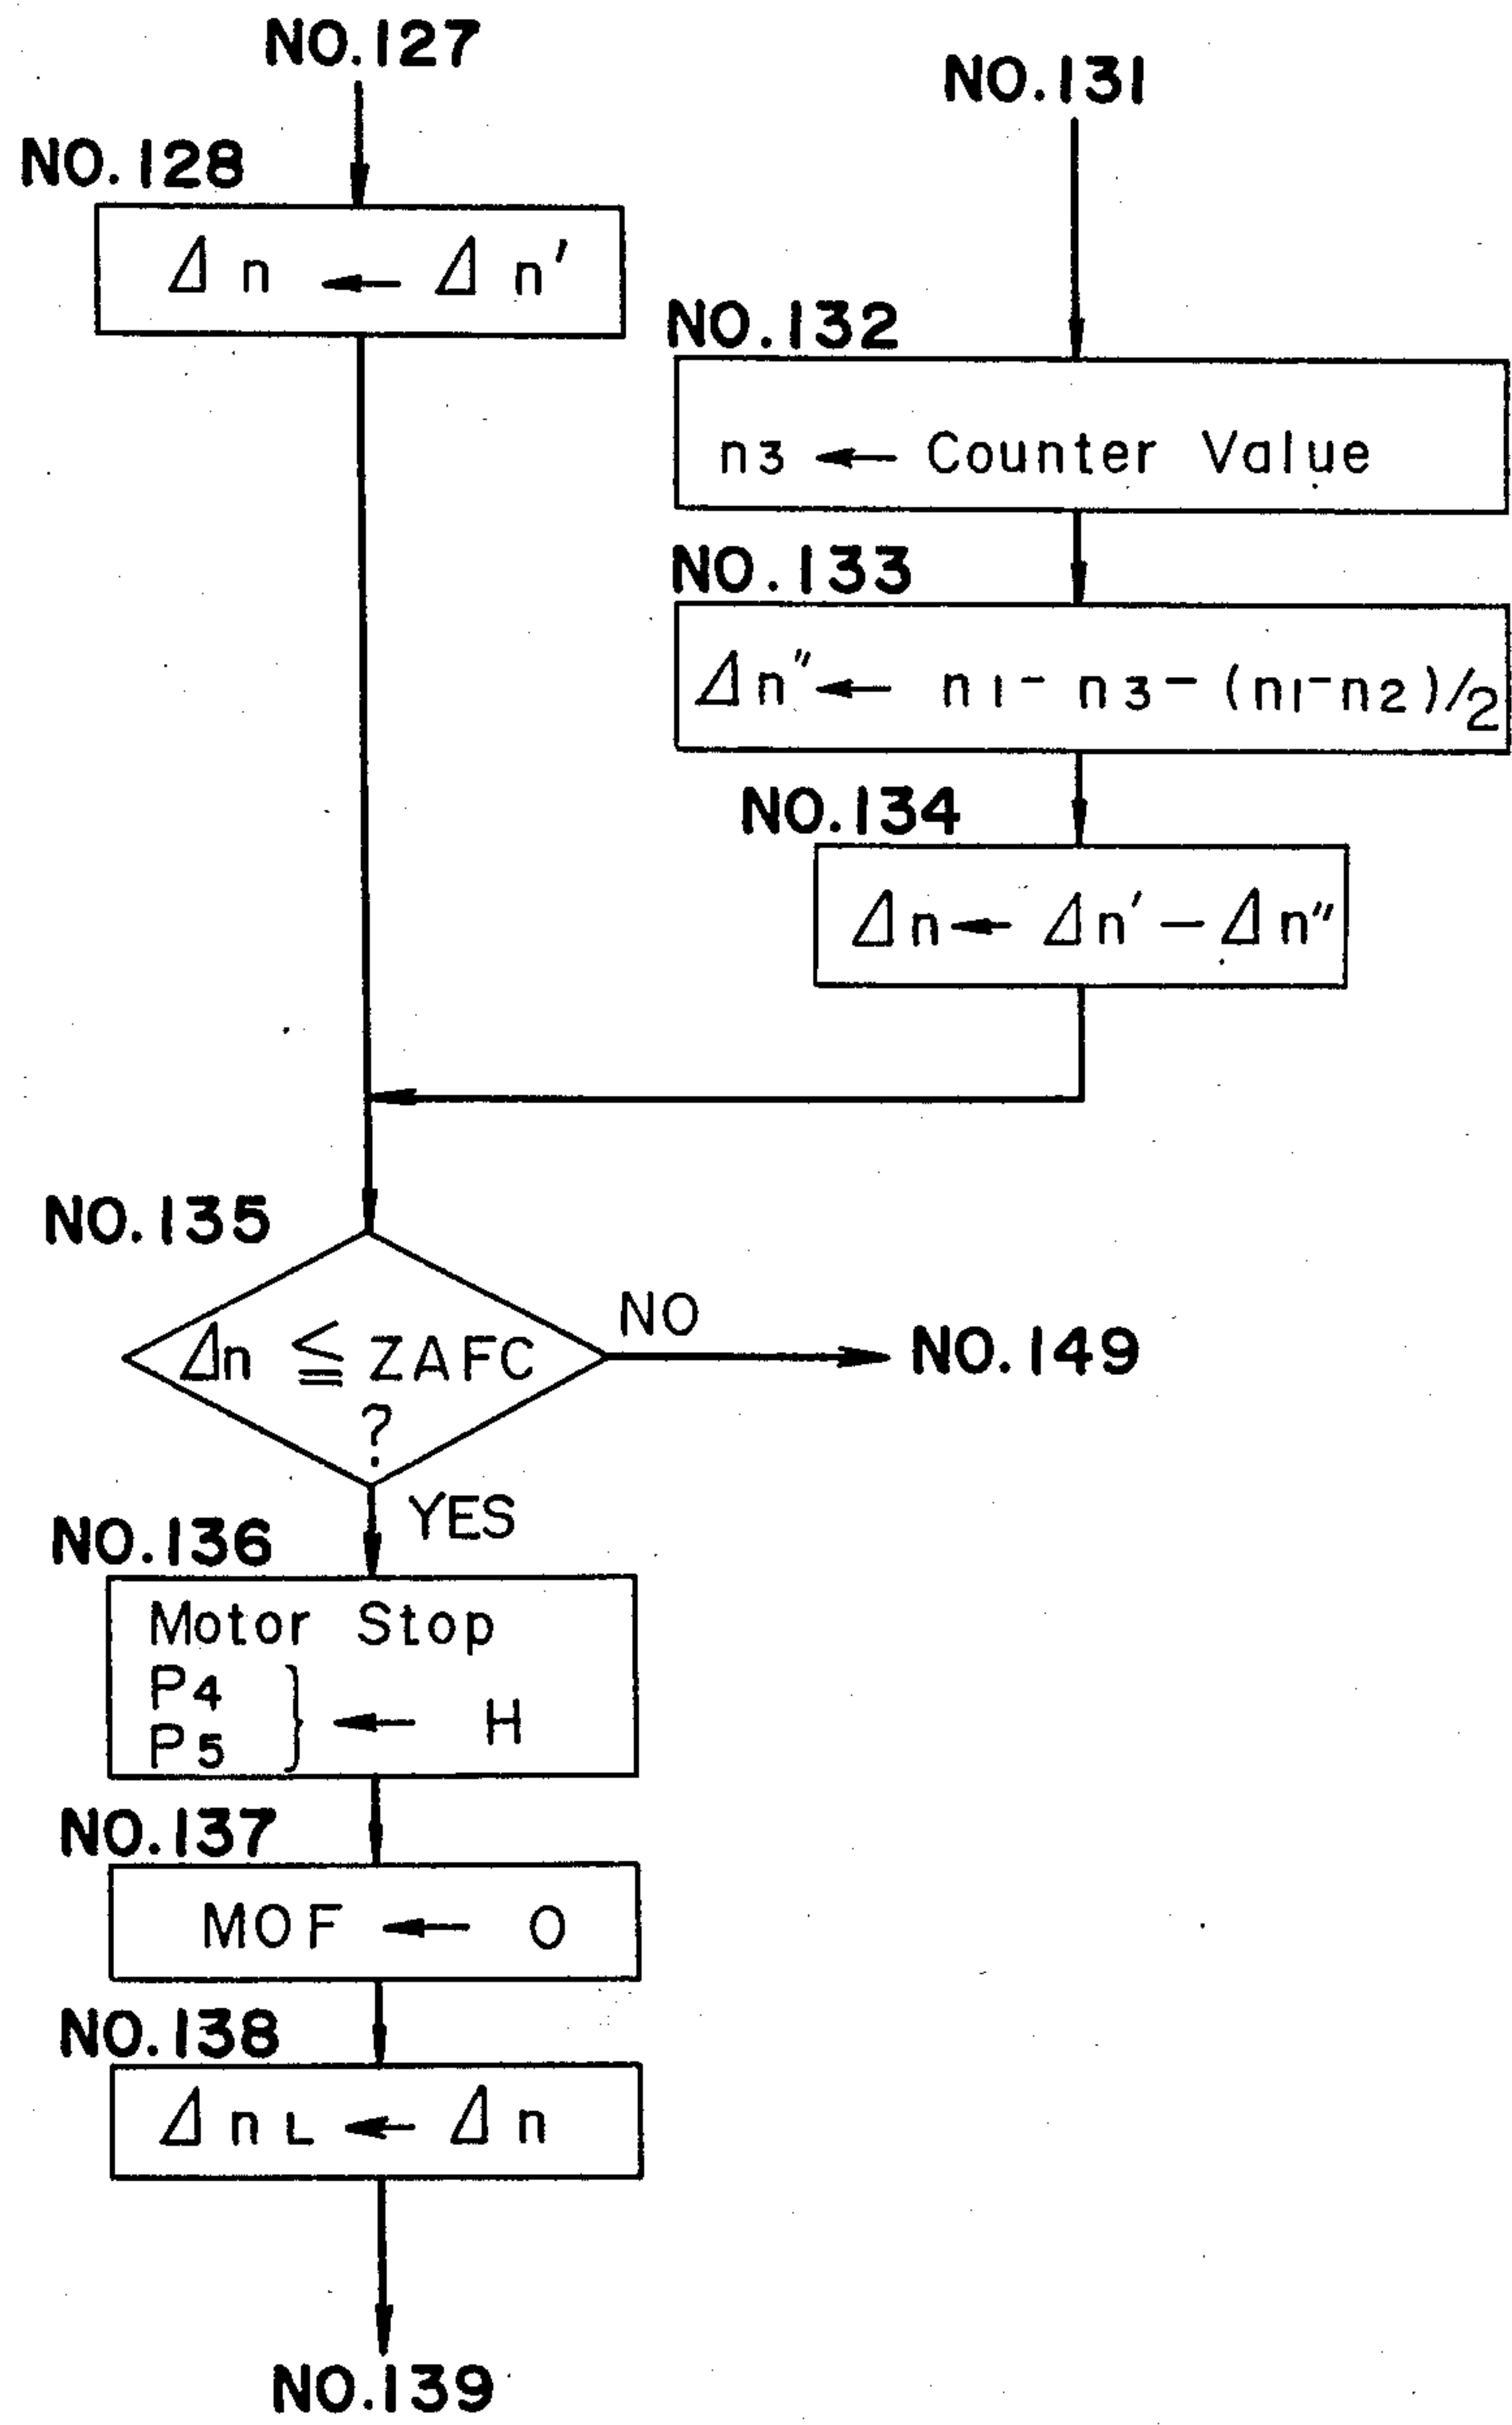 NO.127
NO.128
Δn ← Δn'
NO.131
NO.132
n3 ← Counter Value
NO.133
Δn" ← n1 - n3 - (n1-n2)/2
NO.134
Δn ← Δn' - Δn"
NO.135
Δn ≦ ZAFC
?
NO
NO.149
YES
NO.136
Motor Stop
P4
P5 } ← H
NO.137
MOF ← 0
NO.138
ΔnL ← Δn
NO.139